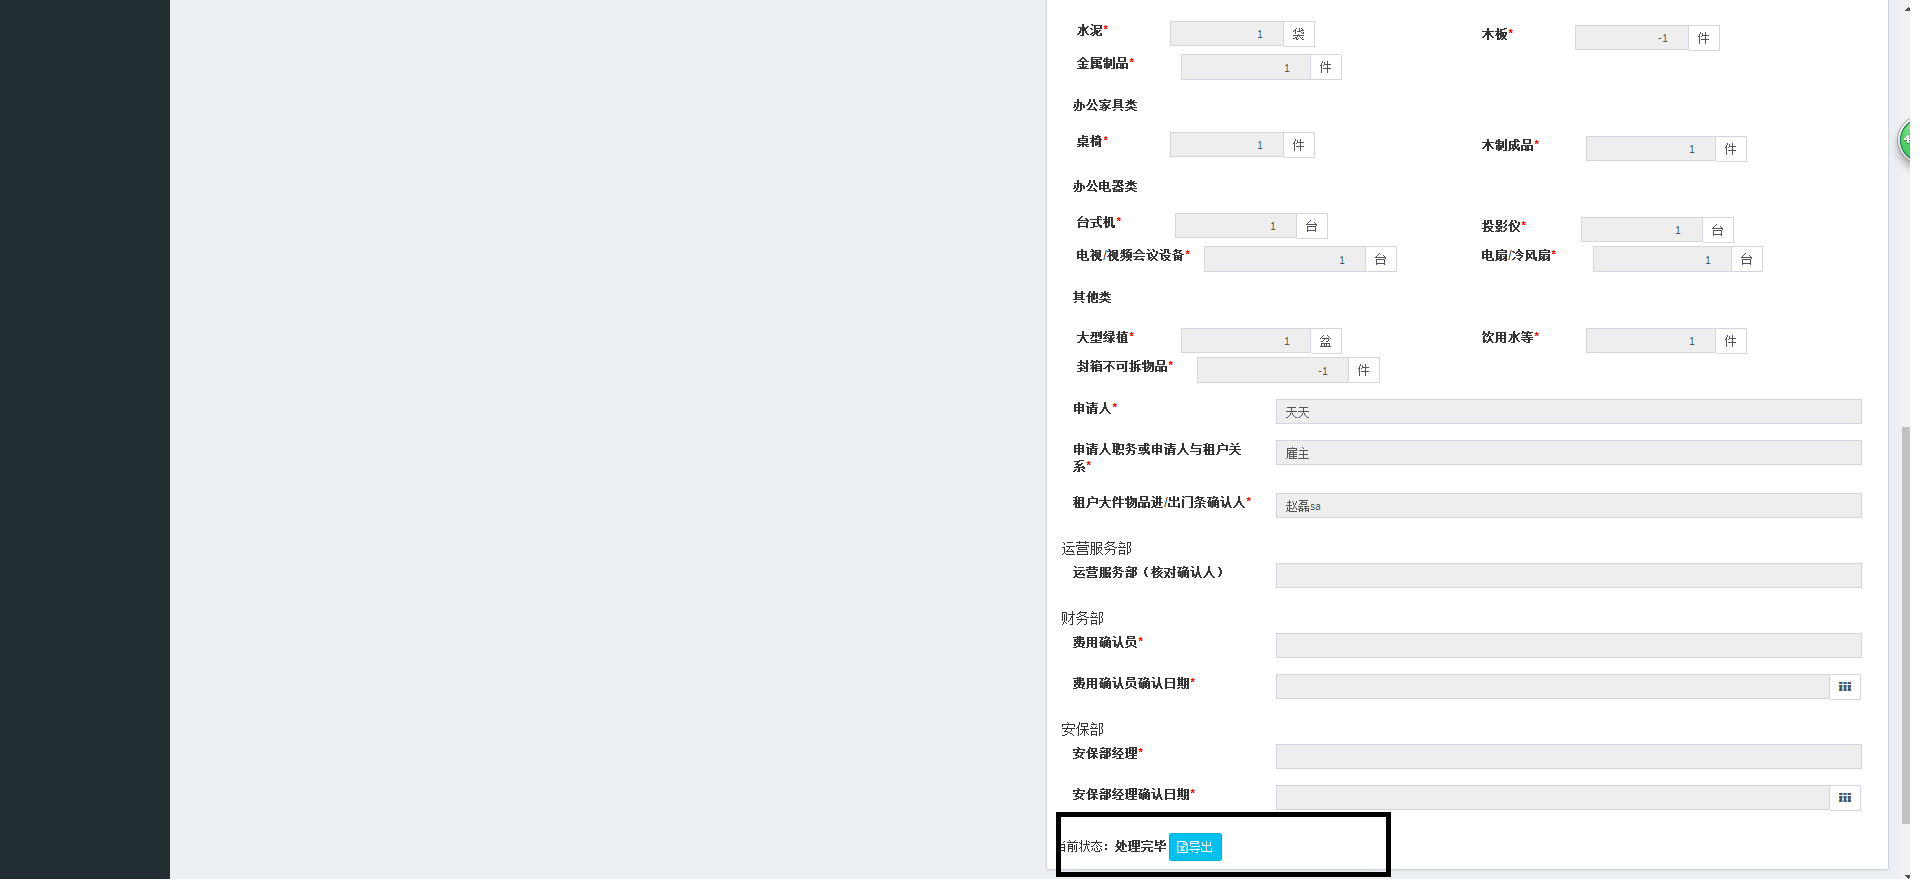 水泥* 1 袋 木板* -1 件
金属制品* 1 件
办公家具类
桌椅* 1 件 木制成品* 1 件
办公电器类
台式机* 1 台 投影仪* 1 台
电视/视频会议设备* 1 台 电扇/冷风扇* 1 台
其他类
大型绿植* 1 盆 饮用水等* 1 件
封箱不可拆物品* -1 件
申请人* 天天
申请人职务或申请人与租户关
系* 雇主
租户大件物品进/出门条确认人* 赵磊sa
运营服务部
运营服务部（核对确认人）
财务部
费用确认员*
费用确认员确认日期*
安保部
安保部经理*
安保部经理确认日期*
当前状态：处理完毕 导出